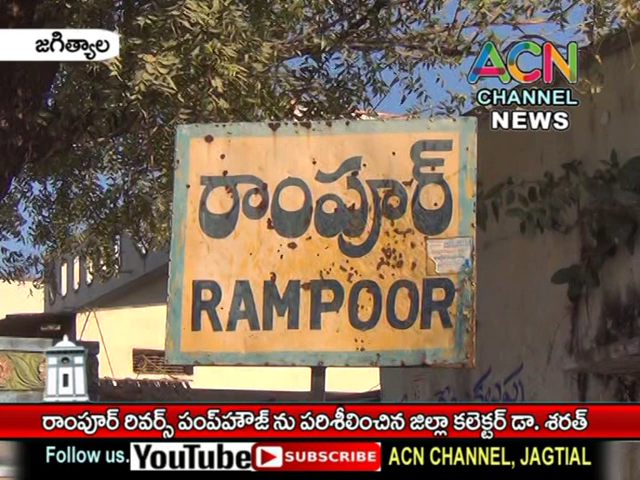 జగిత్యాల
ACN
CHANNEL
NEWS
రాంపూర్
RAMPOOR
రాంపూర్ రివర్స్ పంప్‌హౌజ్ ను పరిశీలించిన జిల్లా కలెక్టర్ డా. శరత్
Follow us. YouTube SUBSCRIBE ACN CHANNEL, JAGTIAL